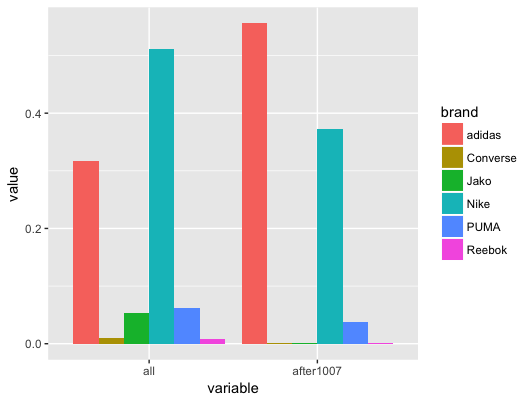 value
0.4
0.2
0.0
all
after1007
variable
brand
adidas
Converse
Jako
Nike
PUMA
Reebok